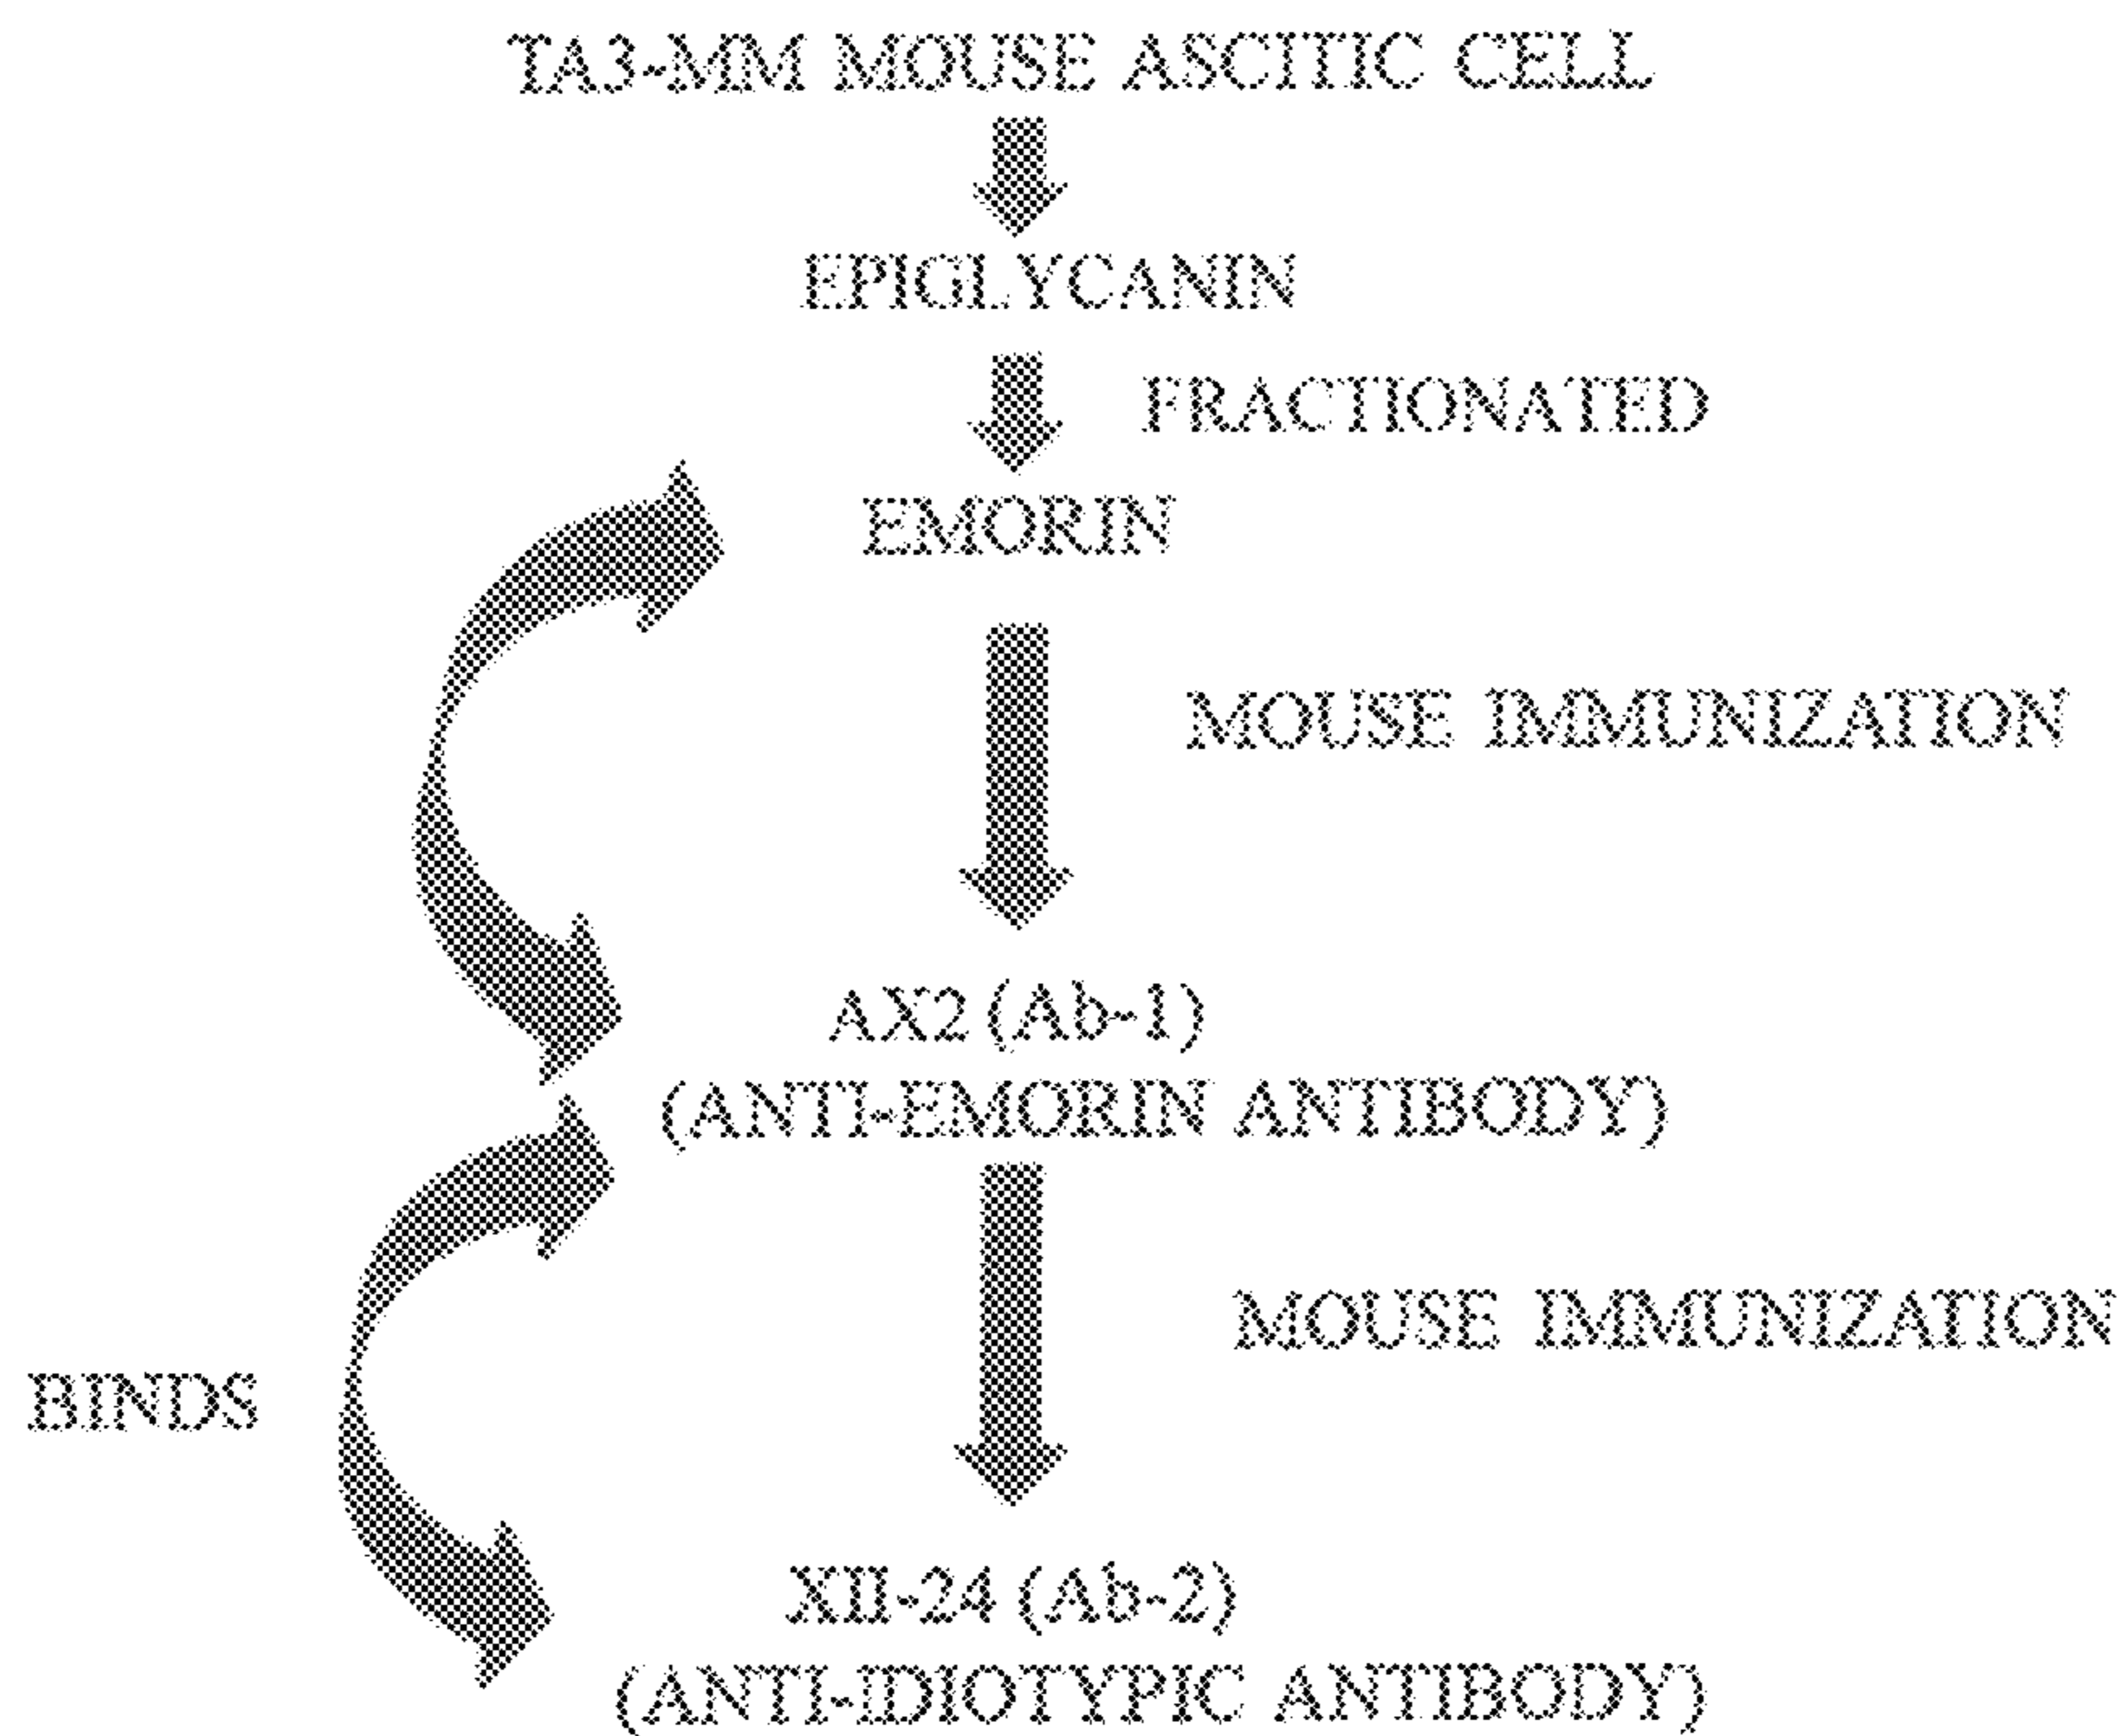 TA3-MM MOUSE ASCITIC CELL
EPIGLYCANIN
FRACTIONATED
EMORIN
MOUSE IMMUNIZATION
AX2 (Ab-1)
(ANTI-EMORIN ANTIBODY)
MOUSE IMMUNIZATION
BINDS
XII-24 (Ab-2)
(ANTI-IDIOTYPIC ANTIBODY)